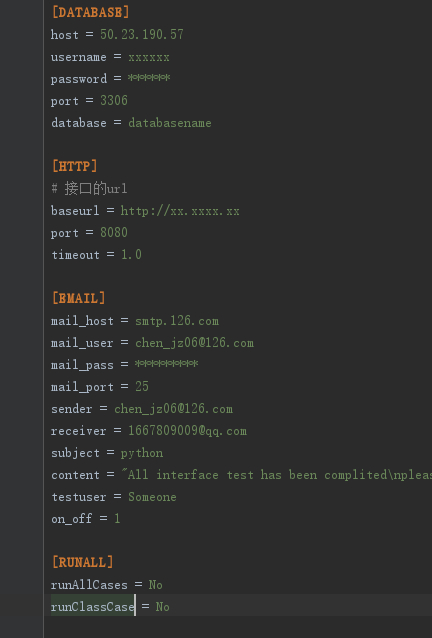 [DATABASE]
host = 50.23.190.57
username = xxxxxx
password = ******
port = 3306
database = databasename
[HTTP]
# 接口的url
baseurl = http://xx.xxxx.xx
port = 8080
timeout = 1.0
[EMAIL]
mail_host = smtp.126.com
mail_user = chen_jz06@126.com
mail_pass = *********
mail_port = 25
sender = chen_jz06@126.com
receiver = 1667809009@qq.com
subject = python
content = "All interface test has been complited\npleas
testuser = Someone
on_off = 1
[RUNALL]
runAllCases = No
runClassCase = No